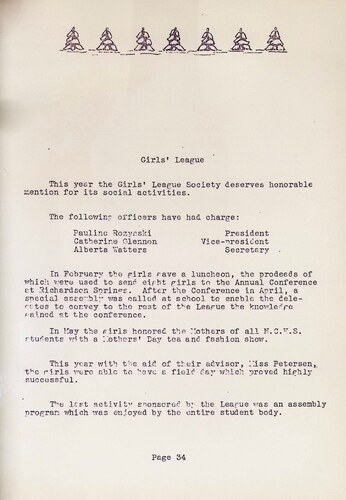 Girls' League
This year the Girls' League Society deserves honorable
mention for its social activities.
The following officers have had charge:
Pauline Rozynski President
Catherine Glennon Vice-president
Alberta Watters Secretary
In February the girls gave a luncheon, the prodeeds of
which were used to send eight girls to the Annual Conference
at Richardson Springs. After the Conference in April, a
special assembly was called at school to enable the dele-
gates to convey to the rest of the League the knowledge
gained at the conference.
In May the girls honored the Mothers of all N.C.W.S.
students with a Mothers' Day tea and fashion show.
This year with the aid of their advisor, Miss Petersen,
the girls were able to have a field day which proved highly
successful.
The last activity sponsored by the League was an assembly
program which was enjoyed by the entire student body.
Page 34